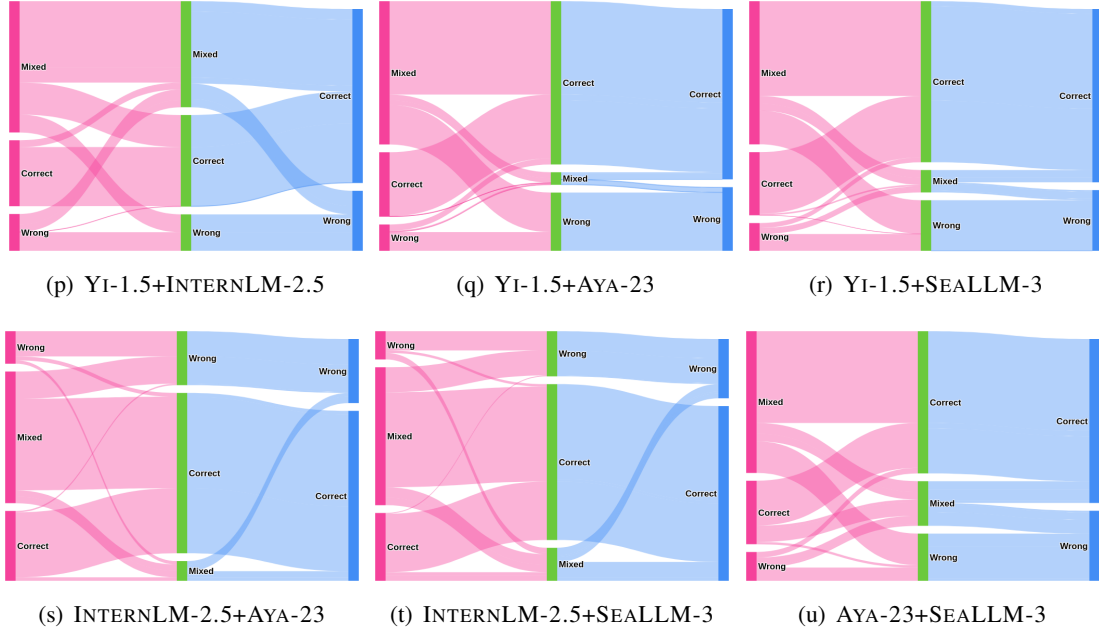 Mixed
Correct
Wrong
Mixed
Correct
Wrong
Correct
Wrong
(p) YI-1.5+INTERNLM-2.5
Mixed
Correct
Wrong
Correct
Mixed
Wrong
Correct
Wrong
(q) YI-1.5+AYA-23
Mixed
Correct
Wrong
Correct
Mixed
Wrong
Correct
Wrong
(r) YI-1.5+SEALLM-3
Wrong
Mixed
Correct
Wrong
Correct
Mixed
Wrong
Correct
(s) INTERNLM-2.5+AYA-23
Wrong
Mixed
Correct
Wrong
Correct
Mixed
Wrong
Correct
(t) INTERNLM-2.5+SEALLM-3
Mixed
Correct
Wrong
Correct
Mixed
Wrong
Correct
Wrong
(u) AYA-23+SEALLM-3